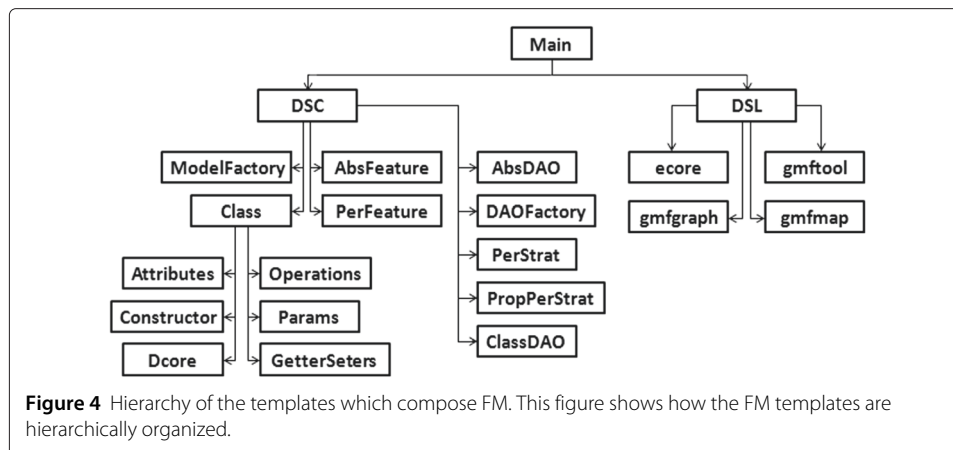 Main
DSC
DSL
ModelFactory
AbsFeature
AbsDAO
ecore
gmftool
Class
PerFeature
DAOFactory
gmfgraph
gmfmap
PerStrat
Attributes
Operations
PropPerStrat
Constructor
Params
ClassDAO
Dcore
GetterSeters
Figure 4 Hierarchy of the templates which compose FM. This figure shows how the FM templates are
hierarchically organized.